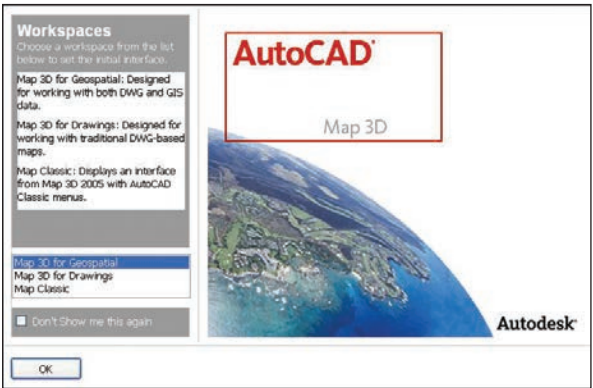 Workspaces
Choose a workspace from the list
below to set the initial interface.
Map 3D for Geospatial: Designed
for working with both DWG and GIS
data.
Map 3D for Drawings: Designed for
working with traditional DWG-based
maps.
Map Classic: Displays an interface
from Map 3D 2005 with AutoCAD
Classic menus.
Map 3D for Geospatial
Map 3D for Drawings
Map Classic
Don't Show me this again
OK
AutoCAD®
Map 3D
Autodesk®